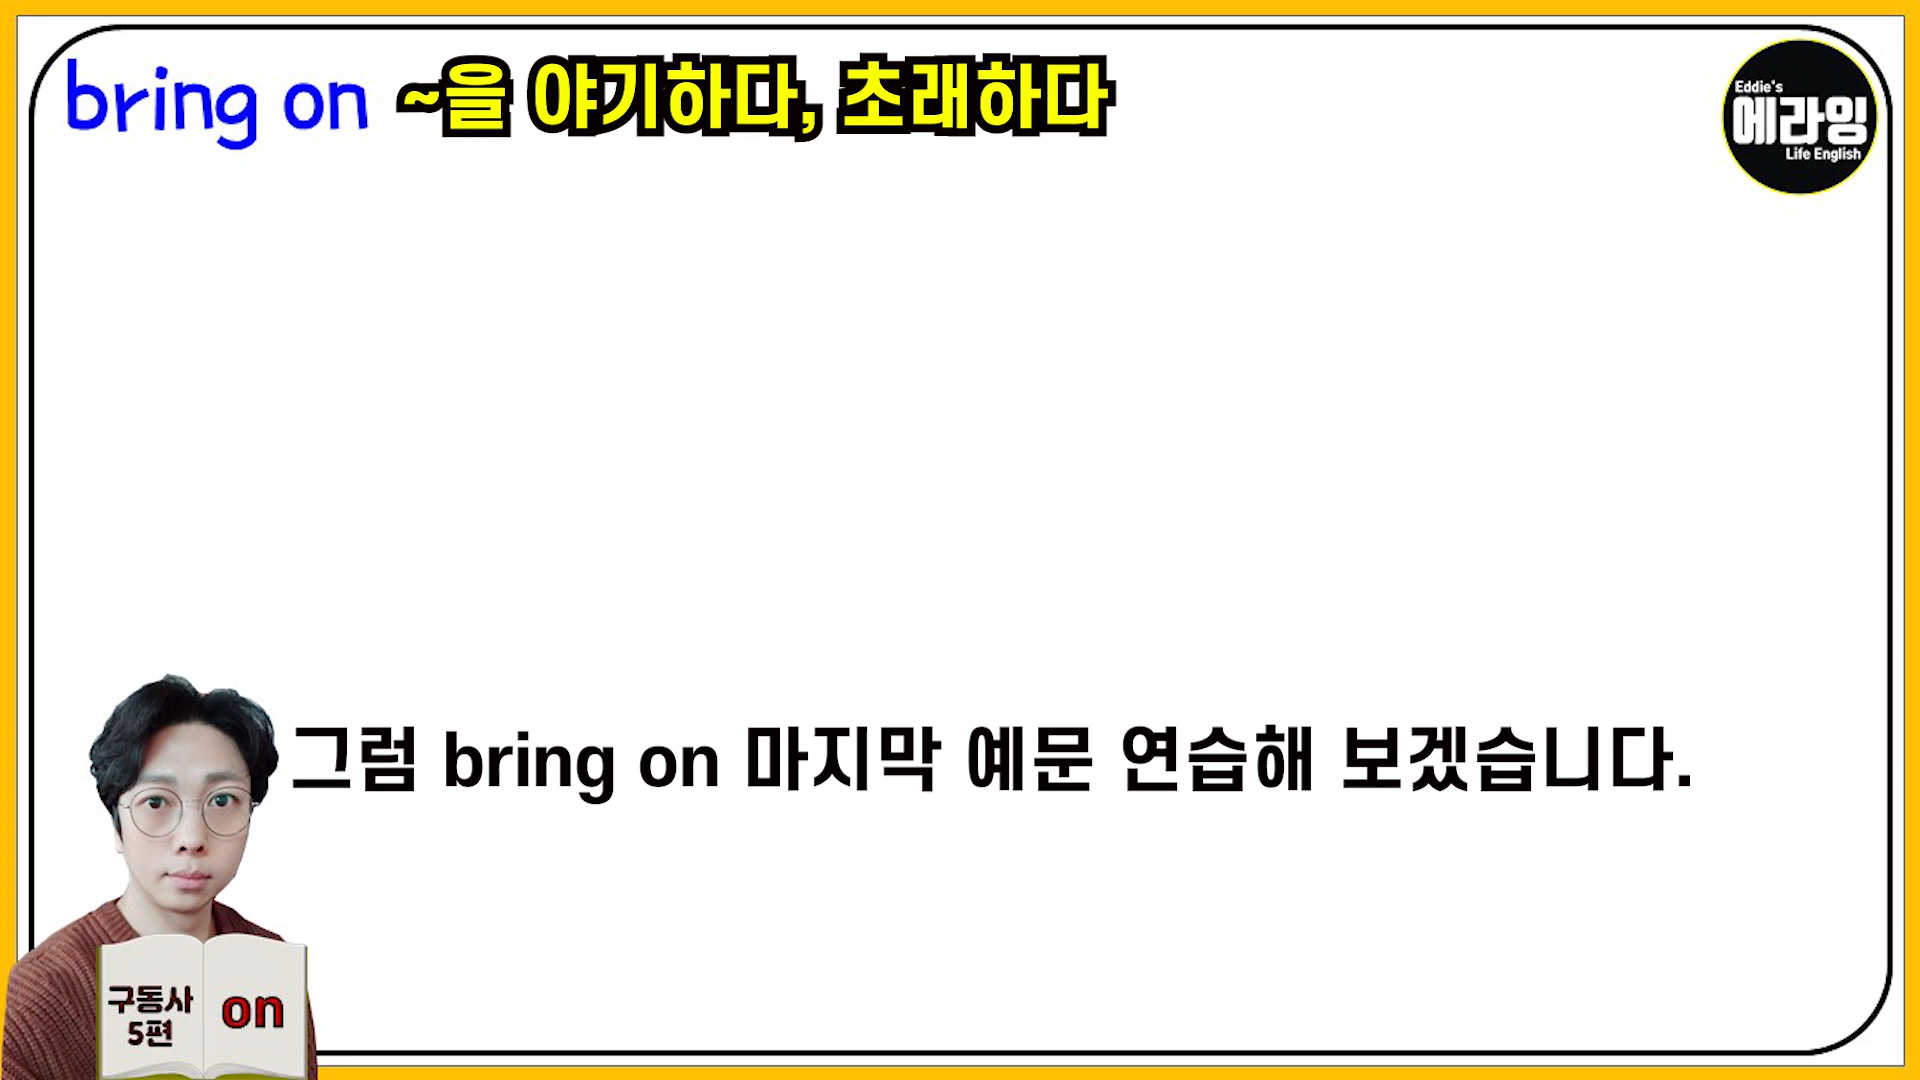 bring on ~을 야기하다, 초래하다
Eddie's
에라잉
Life English
그럼 bring on 마지막 예문 연습해 보겠습니다.
구동사
5편
on